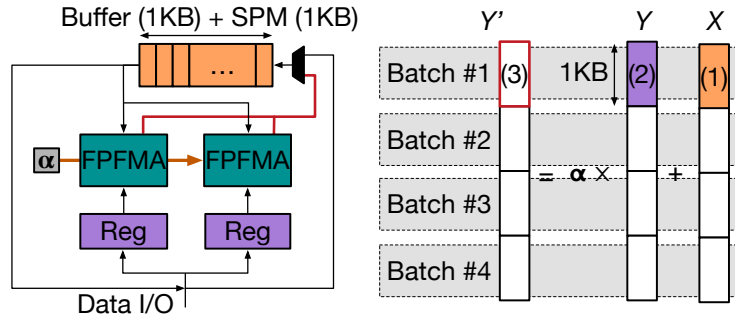 Buffer (1KB) + SPM (1KB)
...
α
FPFMA
FPFMA
Reg
Reg
Data I/O
Y’ Y X
Batch #1 (3) 1KB (2) (1)
Batch #2
= α × +
Batch #3
Batch #4